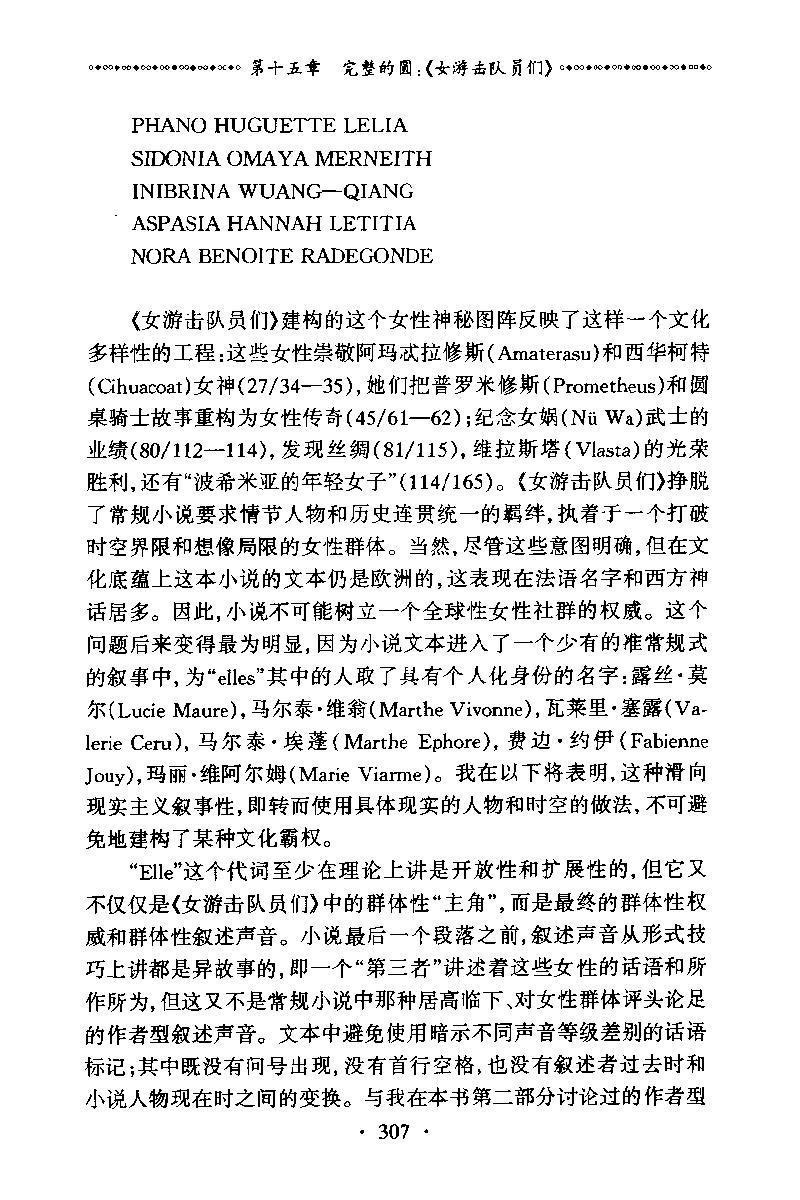 第十五章 完整的圆:《女游击队员们》
PHANO HUGUETTE LELIA
SIDONIA OMAYA MERNEITH
INIBRINA WUANG—QIANG
ASPASIA HANNAH LETITIA
NORA BENOITE RADEGONDE
《女游击队员们》建构的这个女性神秘图阵反映了这样一个文化
多样性的工程:这些女性崇敬阿玛忒拉修斯(Amaterasu)和西华柯特
(Cihuacoat)女神(27/34—35),她们把普罗米修斯(Prometheus)和圆
桌骑士故事重构为女性传奇(45/61—62);纪念女娲(Nü Wa)武士的
业绩(80/112—114),发现丝绸(81/115),维拉斯塔(Vlasta)的光荣
胜利,还有“波希米亚的年轻女子”(114/165)。《女游击队员们》挣脱
了常规小说要求情节人物和历史连贯统一的羁绊,执着于一个打破
时空界限和想像局限的女性群体。当然,尽管这些意图明确,但在文
化底蕴上这本小说的文本仍是欧洲的,这表现在法语名字和西方神
话居多。因此,小说不可能树立一个全球性女性社群的权威。这个
问题后来变得最为明显,因为小说文本进入了一个少有的准常规式
的叙事中,为“elles”其中的人取了具有个人化身份的名字:露丝·莫
尔(Lucie Maure),马尔泰·维翁(Marthe Vivonne),瓦莱里·塞露(Va-
lerie Ceru),马尔泰·埃蓬(Marthe Ephore),费边·约伊(Fabienne
Jouy),玛丽·维阿尔姆(Marie Viarme)。我在以下将表明,这种滑向
现实主义叙事性,即转而使用具体现实的人物和时空的做法,不可避
免地建构了某种文化霸权。
“Elle”这个代词至少在理论上讲是开放性和扩展性的,但它又
不仅仅是《女游击队员们》中的群体性“主角”,而是最终的群体性权
威和群体性叙述声音。小说最后一个段落之前,叙述声音从形式技
巧上讲都是异故事的,即一个“第三者”讲述着这些女性的话语和所
作所为,但这又不是常规小说中那种居高临下、对女性群体评头论足
的作者型叙述声音。文本中避免使用暗示不同声音等级差别的话语
标记;其中既没有问号出现,没有首行空格,也没有叙述者过去时和
小说人物现在时之间的变换。与我在本书第二部分讨论过的作者型
· 307 ·